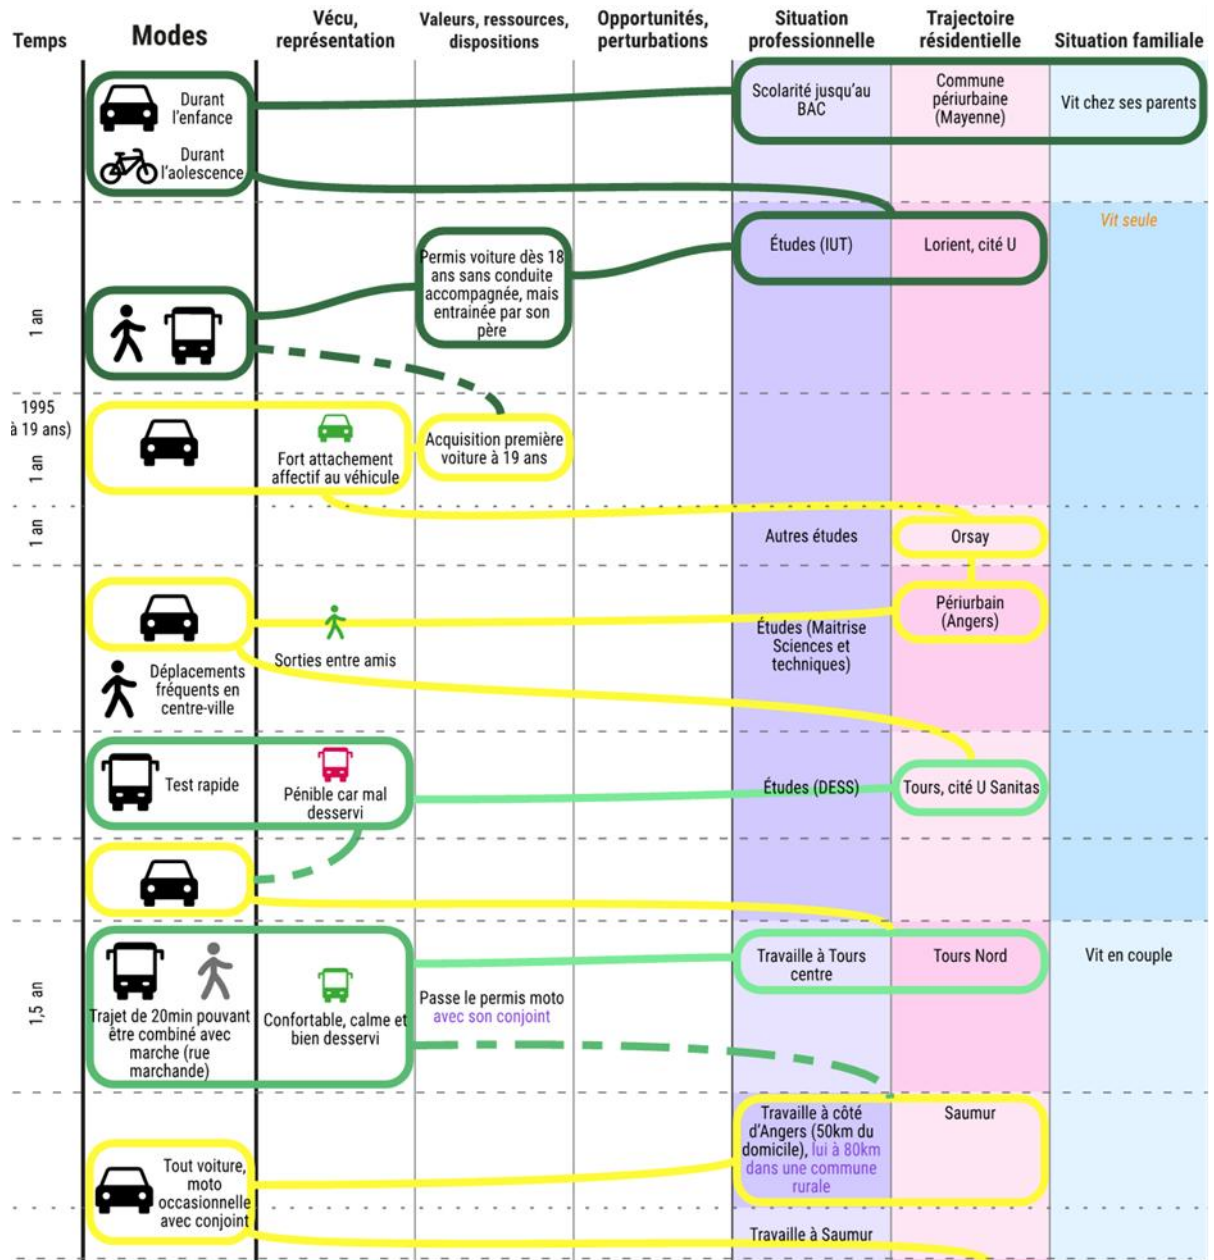 Temps
Modes
Vécu,
représentation
Valeurs, ressources,
dispositions
Opportunités,
perturbations
Situation
professionnelle
Trajectoire
résidentielle
Situation familiale
Durant
l'enfance
Durant
l'aolescence
Scolarité jusqu'au
BAC
Commune
périurbaine
(Mayenne)
Vit chez ses parents
1 an
Permis voiture dès 18
ans sans conduite
accompagnée, mais
entrainée par son
père
Études (IUT)
Lorient, cité U
Vit seule
1995
à 19 ans)
1 an
Fort attachement
affectif au véhicule
Acquisition première
voiture à 19 ans
1 an
Autres études
Orsay
Déplacements
fréquents en
centre-ville
Sorties entre amis
Études (Maitrise
Sciences et
techniques)
Périurbain
(Angers)
Test rapide
Pénible car mal
desservi
Études (DESS)
Tours, cité U Sanitas
1,5 an
Trajet de 20min pouvant
être combiné avec
marche (rue
marchande)
Confortable, calme et
bien desservi
Passe le permis moto
avec son conjoint
Travaille à Tours
centre
Tours Nord
Vit en couple
Tout voiture,
moto
occasionnelle
avec conjoint
Travaille à côté
d'Angers (50km du
domicile), lui à 80km
dans une commune
rurale
Saumur
Travaille à Saumur